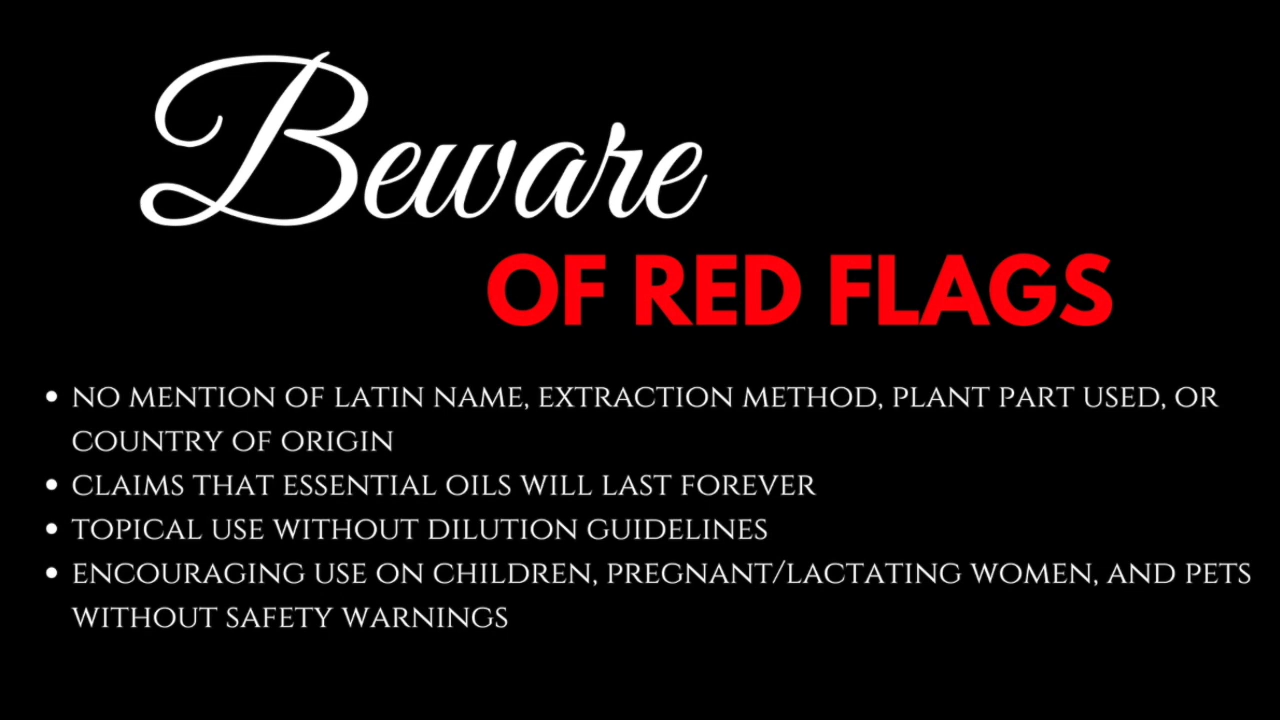 Beware
OF RED FLAGS
• NO MENTION OF LATIN NAME, EXTRACTION METHOD, PLANT PART USED, OR
COUNTRY OF ORIGIN
• CLAIMS THAT ESSENTIAL OILS WILL LAST FOREVER
• TOPICAL USE WITHOUT DILUTION GUIDELINES
• ENCOURAGING USE ON CHILDREN, PREGNANT/LACTATING WOMEN, AND PETS
WITHOUT SAFETY WARNINGS